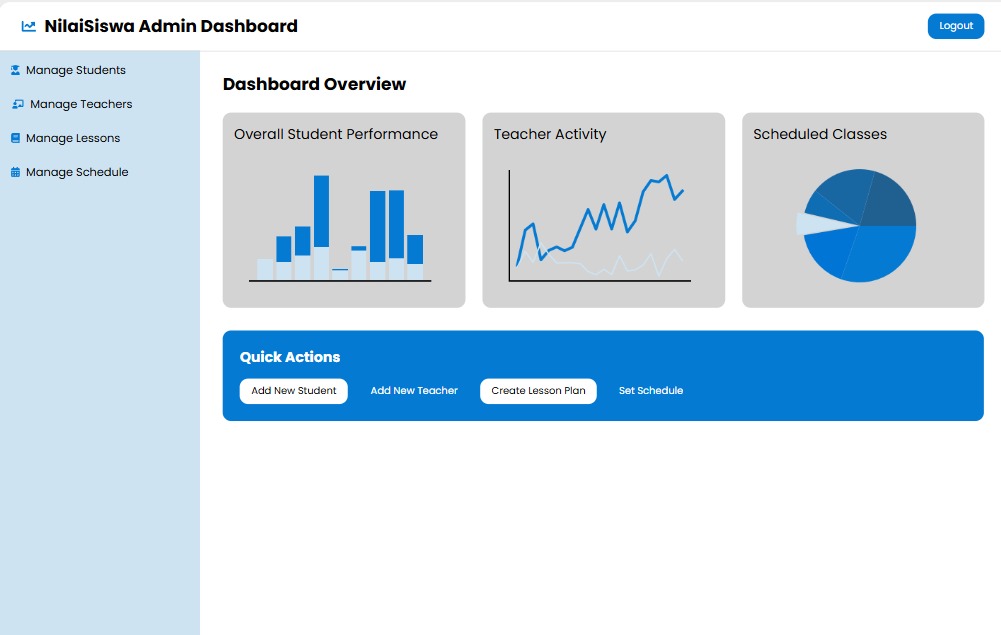 NilaiSiswa Admin Dashboard
Logout
Manage Students
Manage Teachers
Manage Lessons
Manage Schedule
Dashboard Overview
Overall Student Performance
Teacher Activity
Scheduled Classes
Quick Actions
Add New Student
Add New Teacher
Create Lesson Plan
Set Schedule